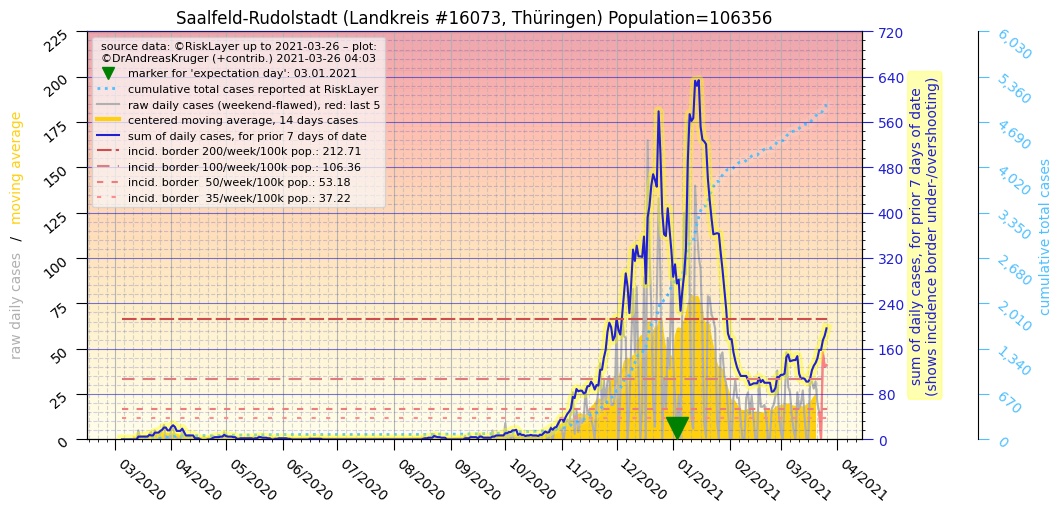 Saalfeld-Rudolstadt (Landkreis #16073, Thüringen) Population=106356
source data: ©RiskLayer up to 2021-03-26 – plot:
©DrAndreasKruger (+contrib.) 2021-03-26 04:03
marker for 'expectation day': 03.01.2021
cumulative total cases reported at RiskLayer
raw daily cases (weekend-flawed), red: last 5
centered moving average, 14 days cases
sum of daily cases, for prior 7 days of date
incid. border 200/week/100k pop.: 212.71
incid. border 100/week/100k pop.: 106.36
incid. border  50/week/100k pop.: 53.18
incid. border  35/week/100k pop.: 37.22
raw daily cases  /  moving average
225
200
175
150
125
100
75
50
25
0
03/2020
04/2020
05/2020
06/2020
07/2020
08/2020
09/2020
10/2020
11/2020
12/2020
01/2021
02/2021
03/2021
04/2021
720
640
560
480
400
320
240
160
80
0
sum of daily cases, for prior 7 days of date
(shows incidence border under-/overshooting)
6,030
5,360
4,690
4,020
3,350
2,680
2,010
1,340
670
0
cumulative total cases